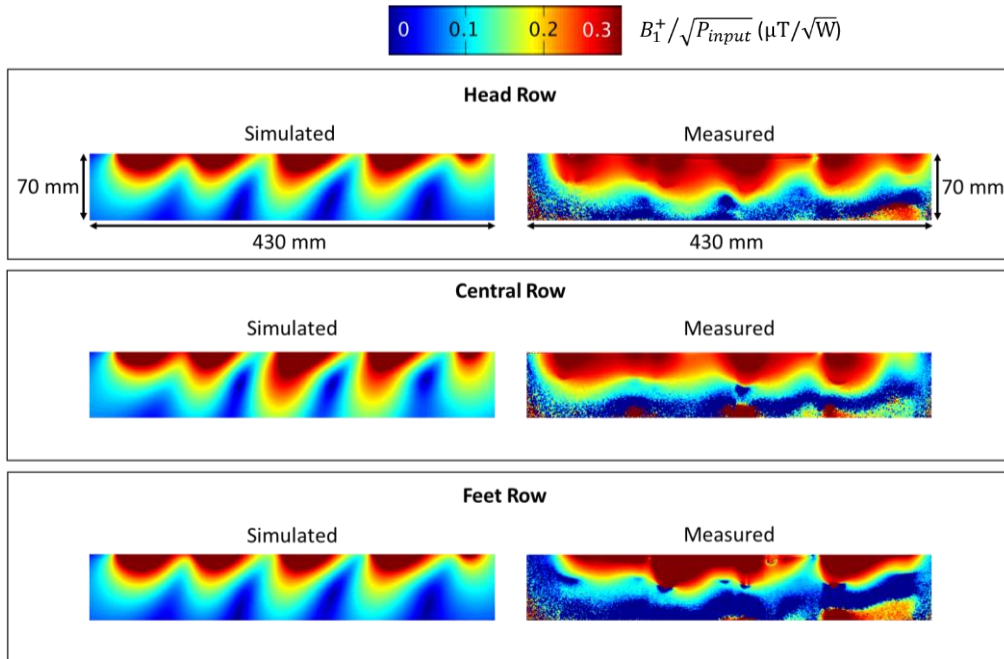 0 0.1 0.2 0.3 B₁⁺/√P_input (μT/√W)
Head Row
Simulated Measured
70 mm 70 mm
430 mm 430 mm
Central Row
Simulated Measured
Feet Row
Simulated Measured